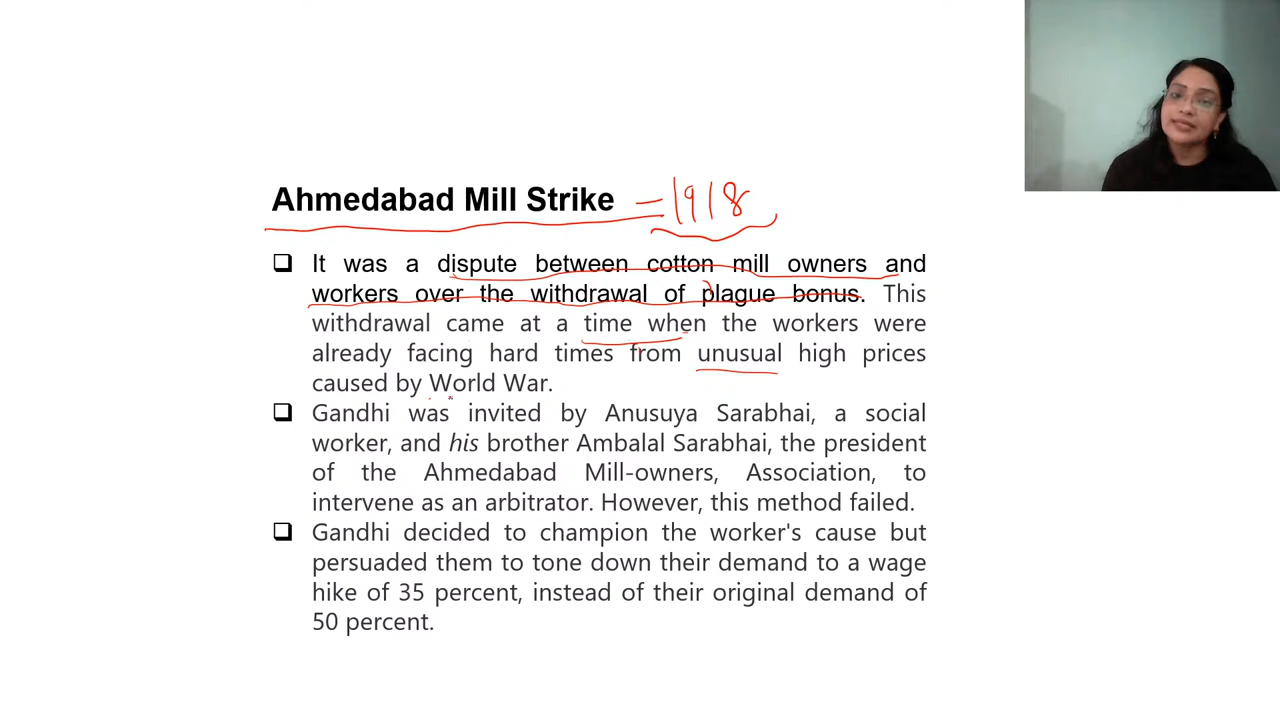 Ahmedabad Mill Strike – 1918
❑ It was a dispute between cotton mill owners and
workers over the withdrawal of plague bonus. This
withdrawal came at a time when the workers were
already facing hard times from unusual high prices
caused by World War.
❑ Gandhi was invited by Anusuya Sarabhai, a social
worker, and his brother Ambalal Sarabhai, the president
of the Ahmedabad Mill-owners, Association, to
intervene as an arbitrator. However, this method failed.
❑ Gandhi decided to champion the worker's cause but
persuaded them to tone down their demand to a wage
hike of 35 percent, instead of their original demand of
50 percent.